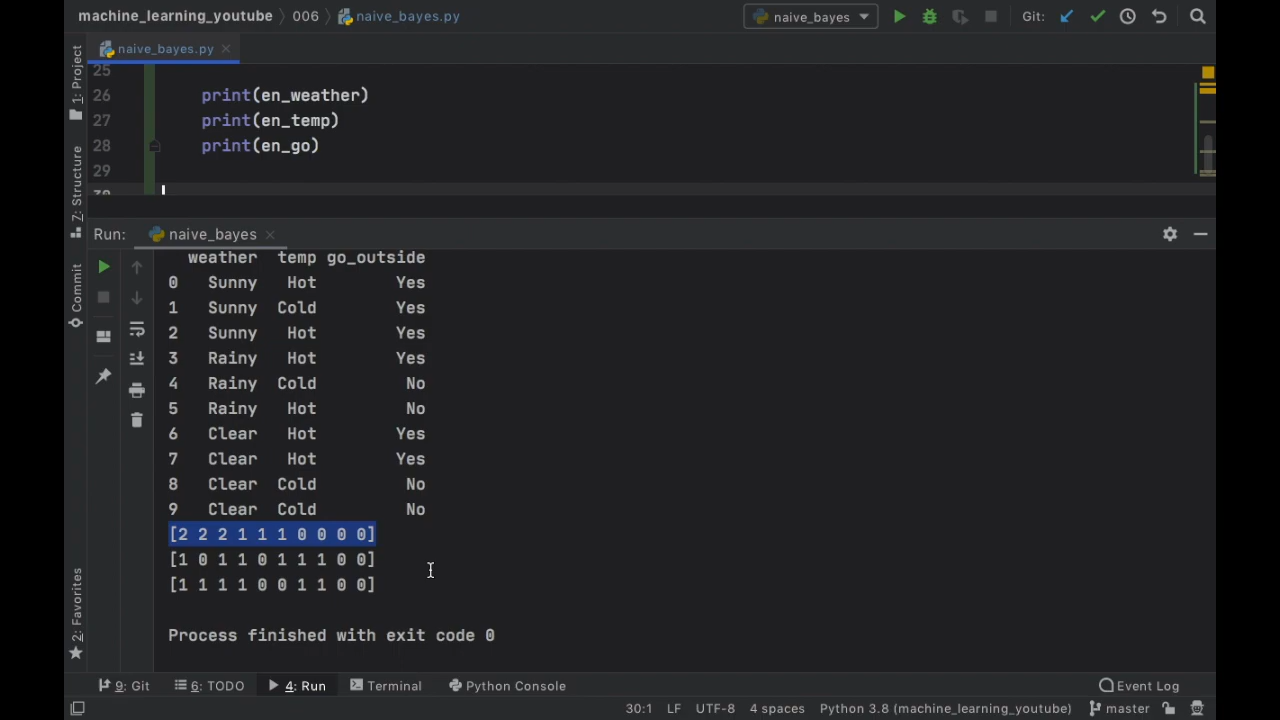 machine_learning_youtube 006 naive_bayes.py naive_bayes Git:
naive_bayes.py
1: Project
7: Structure
Commit
2: Favorites
25
26 print(en_weather)
27 print(en_temp)
28 print(en_go)
29
30
Run: naive_bayes
weather temp go_outside
0 Sunny Hot Yes
1 Sunny Cold Yes
2 Sunny Hot Yes
3 Rainy Hot Yes
4 Rainy Cold No
5 Rainy Hot No
6 Clear Hot Yes
7 Clear Hot Yes
8 Clear Cold No
9 Clear Cold No
[2 2 2 1 1 1 0 0 0 0]
[1 0 1 1 0 1 1 1 0 0]
[1 1 1 1 0 0 1 1 0 0]
Process finished with exit code 0
9: Git 6: TODO 4: Run Terminal Python Console Event Log
30:1 LF UTF-8 4 spaces Python 3.8 (machine_learning_youtube) master